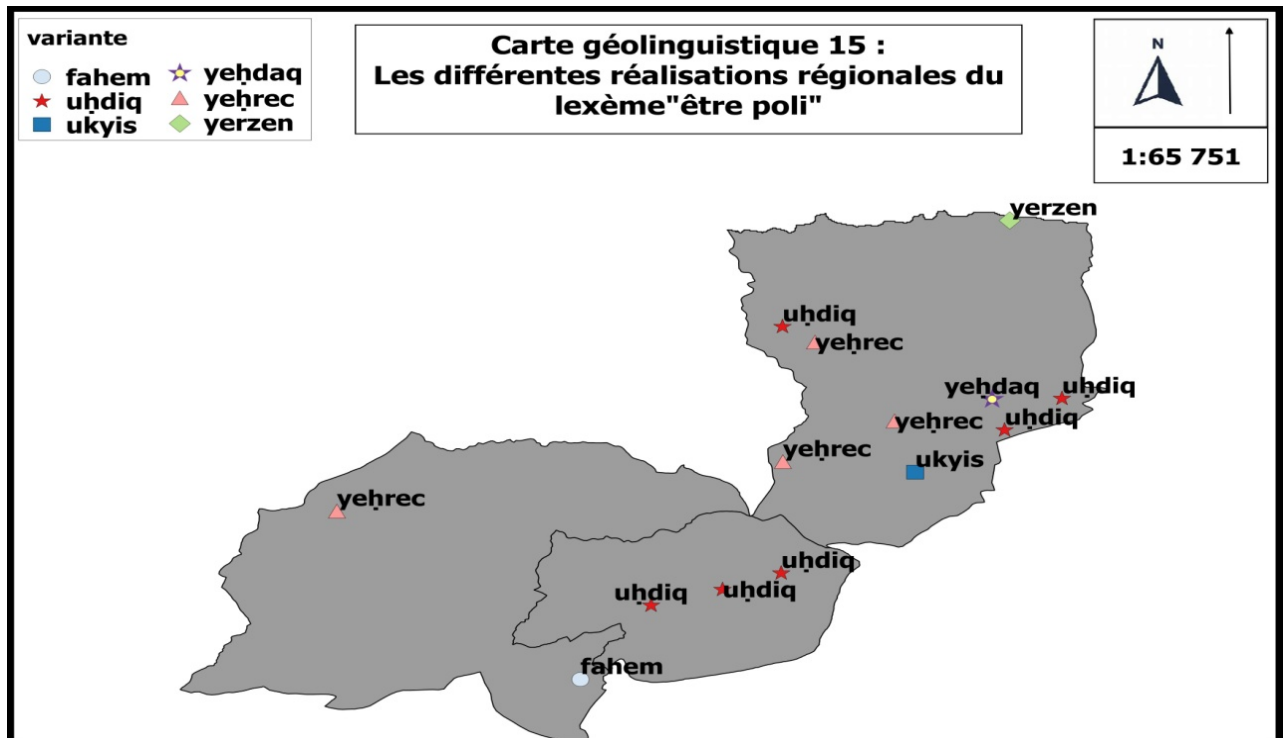 variante
fahem
uḥdiq
ukyis
yeḥdaq
yeḥrec
yerzen
Carte géolinguistique 15 :
Les différentes réalisations régionales du
lexème"être poli"
N
1:65 751
yerzen
uḥdiq
yeḥrec
yeḥdaq
uḥdiq
yeḥrec
uḥdiq
yeḥrec
ukyis
yeḥrec
uḥdiq
uḥdiq
uḥdiq
fahem